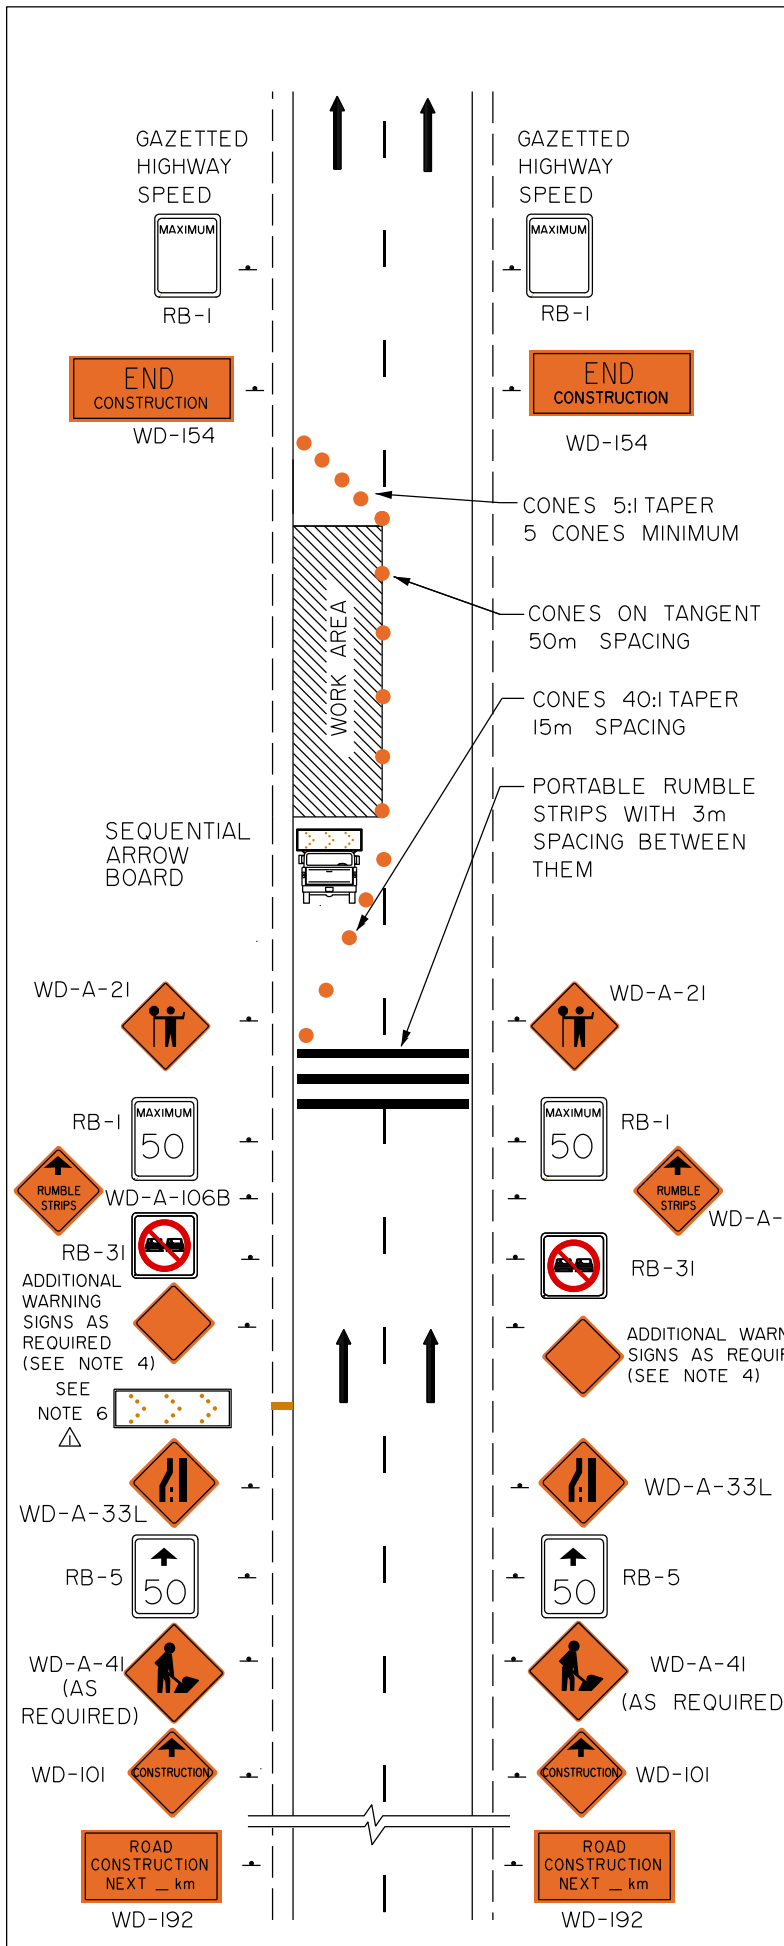 GAZETTED
HIGHWAY
SPEED
MAXIMUM
RB-1
GAZETTED
HIGHWAY
SPEED
MAXIMUM
RB-1
END
CONSTRUCTION
WD-154
END
CONSTRUCTION
WD-154
CONES 5:1 TAPER
5 CONES MINIMUM
WORK AREA
CONES ON TANGENT
50m SPACING
CONES 40:1 TAPER
15m SPACING
PORTABLE RUMBLE
STRIPS WITH 3m
SPACING BETWEEN
THEM
SEQUENTIAL
ARROW
BOARD
WD-A-21
WD-A-21
RB-1
MAXIMUM
50
MAXIMUM
50
RB-1
RUMBLE
STRIPS
WD-A-106B
RUMBLE
STRIPS
WD-A-
RB-31
RB-31
ADDITIONAL
WARNING
SIGNS AS
REQUIRED
(SEE NOTE 4)
ADDITIONAL WARN
SIGNS AS REQUIR
(SEE NOTE 4)
SEE
NOTE 6
1
WD-A-33L
WD-A-33L
RB-5
50
50
RB-5
WD-A-41
(AS
REQUIRED)
WD-A-41
(AS REQUIRED
WD-101
CONSTRUCTION
CONSTRUCTION
WD-101
ROAD
CONSTRUCTION
NEXT _ km
WD-192
ROAD
CONSTRUCTION
NEXT _ km
WD-192